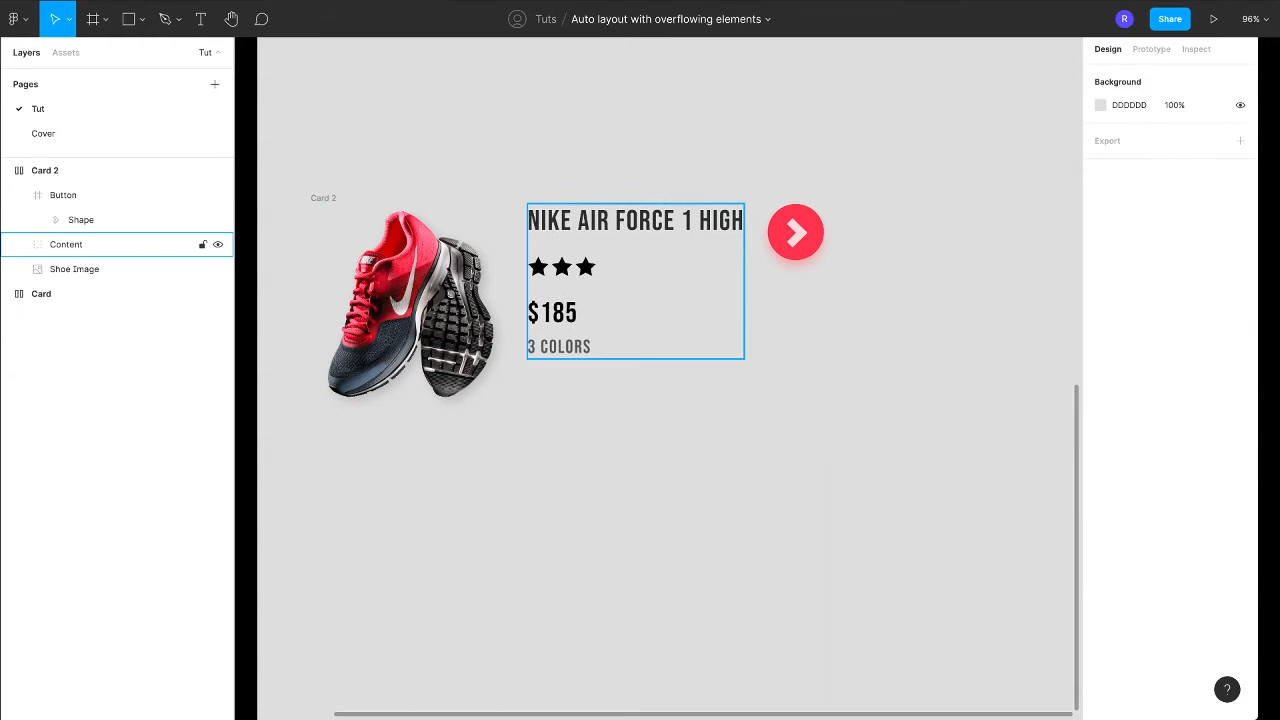 Tuts / Auto layout with overflowing elements
R
Share
96%
Layers
Assets
Tut
Pages
Tut
Cover
Card 2
Button
Shape
Content
Shoe Image
Card
Card 2
NIKE AIR FORCE 1 HIGH
$185
3 COLORS
Design
Prototype
Inspect
Background
DDDDDD
100%
Export
?